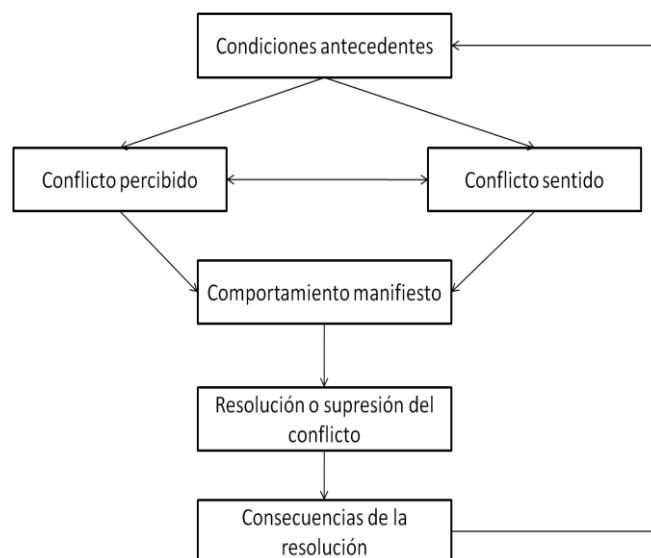 Condiciones antecedentes
Conflicto percibido
Conflicto sentido
Comportamiento manifiesto
Resolución o supresión del
conflicto
Consecuencias de la
resolución